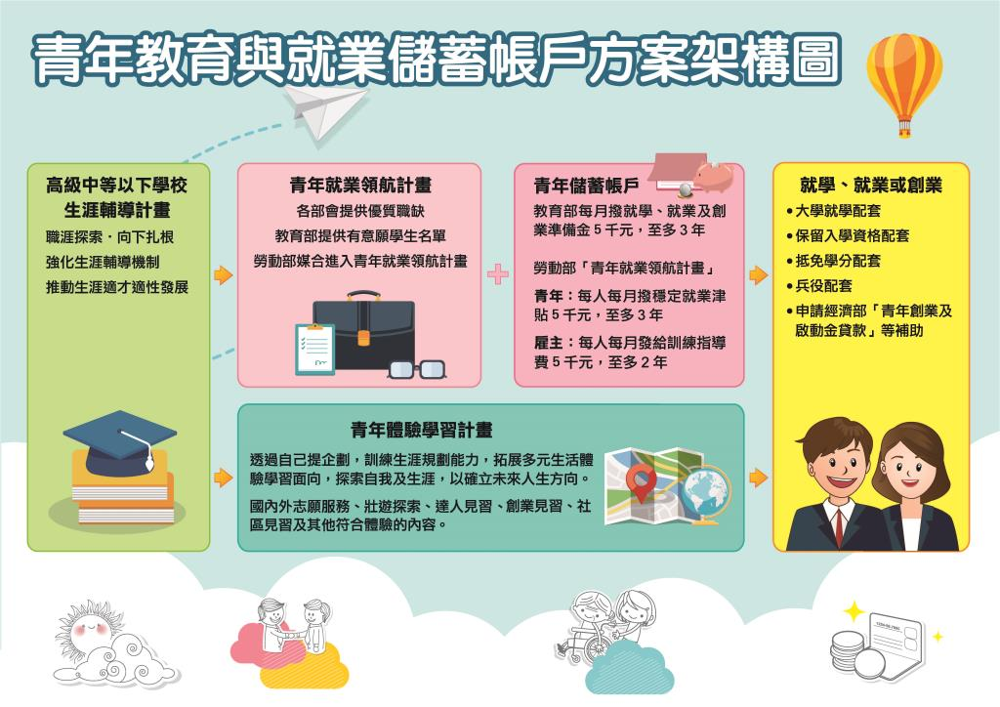 青年教育與就業儲蓄帳戶方案架構圖
高級中等以下學校
生涯輔導計畫
職涯探索・向下扎根
強化生涯輔導機制
推動生涯適才適性發展
青年就業領航計畫
各部會提供優質職缺
教育部提供有意願學生名單
勞動部媒合進入青年就業領航計畫
青年儲蓄帳戶
教育部每月撥就學、就業及創
業準備金5千元，至多3年
勞動部「青年就業領航計畫」
青年：每人每月撥穩定就業津
貼5千元，至多3年
雇主：每人每月發給訓練指導
費5千元，至多2年
青年體驗學習計畫
透過自己提企劃，訓練生涯規劃能力，拓展多元生活體
驗學習面向，探索自我及生涯，以確立未來人生方向。
國內外志願服務、壯遊探索、達人見習、創業見習、社
區見習及其他符合體驗的內容。
就學、就業或創業
•大學就學配套
•保留入學資格配套
•抵免學分配套
•兵役配套
•申請經濟部「青年創業及
啟動金貸款」等補助